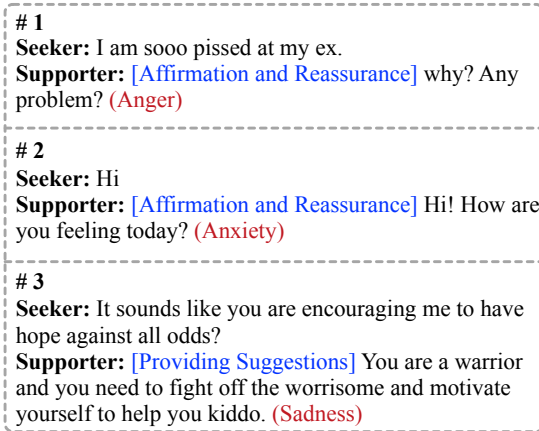 # 1
Seeker: I am sooo pissed at my ex.
Supporter: [Affirmation and Reassurance] why? Any
problem? (Anger)
# 2
Seeker: Hi
Supporter: [Affirmation and Reassurance] Hi! How are
you feeling today? (Anxiety)
# 3
Seeker: It sounds like you are encouraging me to have
hope against all odds?
Supporter: [Providing Suggestions] You are a warrior
and you need to fight off the worrisome and motivate
yourself to help you kiddo. (Sadness)